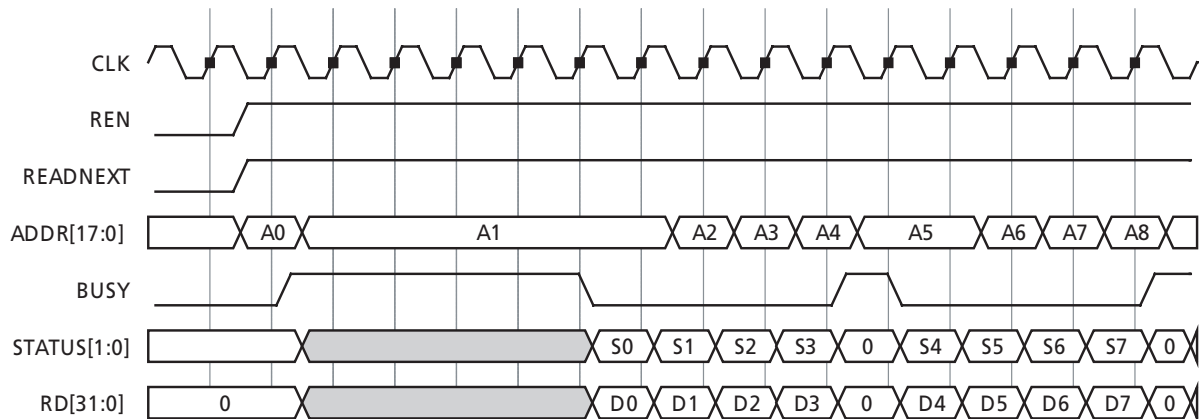 CLK
REN
READNEXT
ADDR[17:0] A0 A1 A2 A3 A4 A5 A6 A7 A8
BUSY
STATUS[1:0] S0 S1 S2 S3 0 S4 S5 S6 S7 0
RD[31:0] 0 D0 D1 D2 D3 0 D4 D5 D6 D7 0